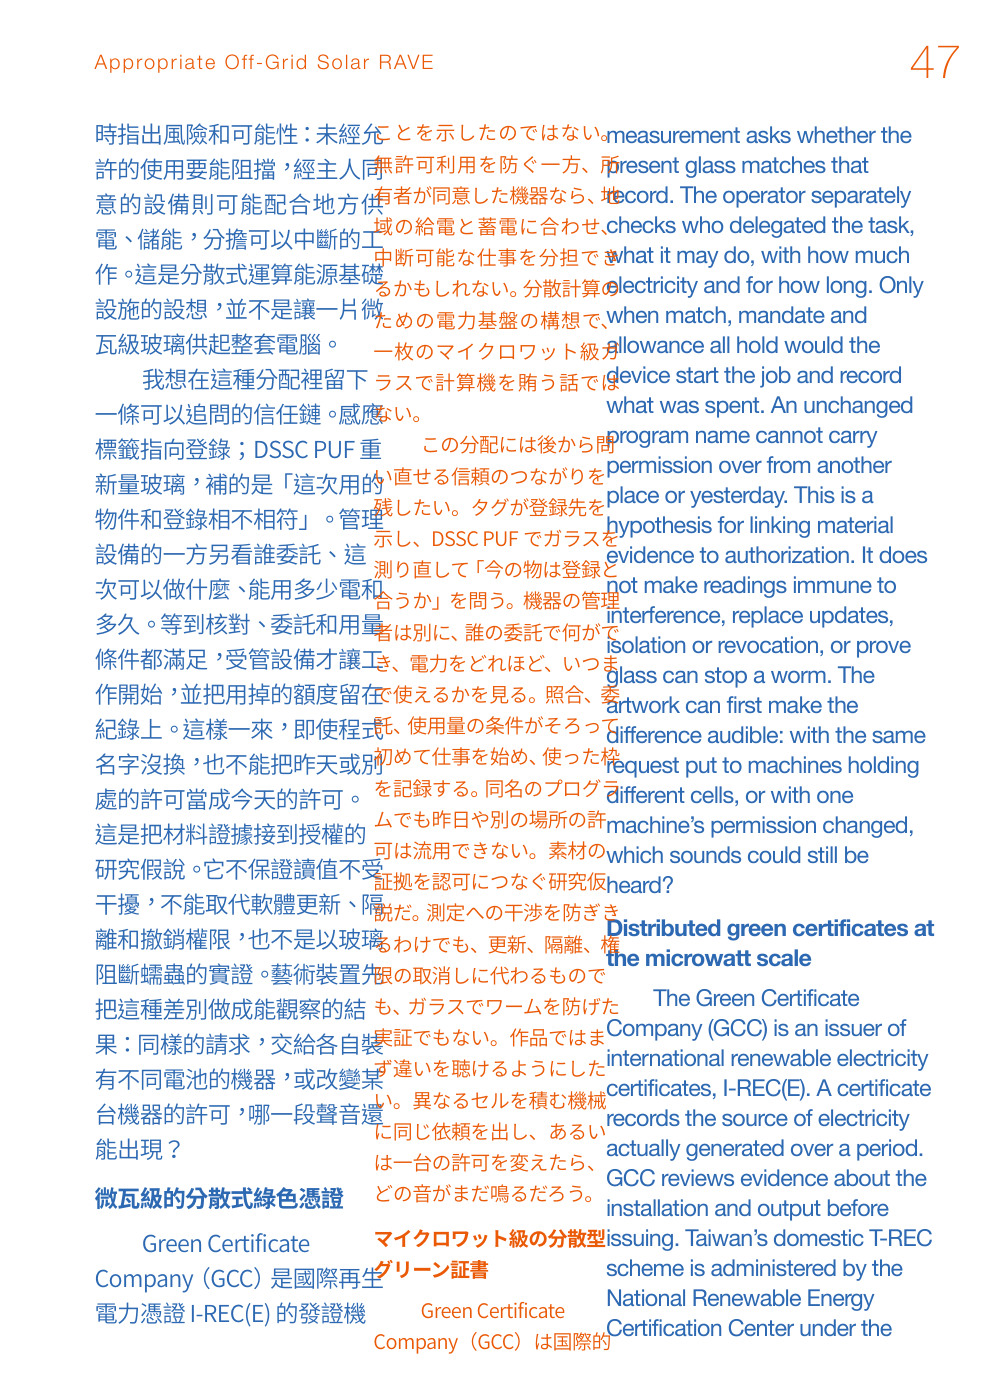 Appropriate Off-Grid Solar RAVE
47
時指出風險和可能性：未經允
許的使用要能阻擋，經主人同
意的設備則可能配合地方供
電、儲能，分擔可以中斷的工
作。這是分散式運算能源基礎
設施的設想，並不是讓一片微
瓦級玻璃供起整套電腦。
我想在這種分配裡留下
一條可以追問的信任鏈。感應
標籤指向登錄；DSSC PUF 重
新量玻璃，補的是「這次用的
物件和登錄相不相符」。管理
設備的一方另看誰委託、這
次可以做什麼、能用多少電和
多久。等到核對、委託和用量
條件都滿足，受管設備才讓工
作開始，並把用掉的額度留在
紀錄上。這樣一來，即使程式
名字沒換，也不能把昨天或別
處的許可當成今天的許可。
這是把材料證據接到授權的
研究假說。它不保證讀值不受
干擾，不能取代軟體更新、隔
離和撤銷權限，也不是以玻璃
阻斷蠕蟲的實證。藝術裝置先
把這種差別做成能觀察的結
果：同樣的請求，交給各自裝
有不同電池的機器，或改變某
台機器的許可，哪一段聲音還
能出現？
微瓦級的分散式綠色憑證
Green Certificate
Company（GCC）是國際再生
電力憑證 I-REC(E) 的發證機
ことを示したのではない。
無許可利用を防ぐ一方、所
有者が同意した機器なら、地
域の給電と蓄電に合わせ、
中断可能な仕事を分担でき
るかもしれない。分散計算の
ための電力基盤の構想で、
一枚のマイクロワット級ガ
ラスで計算機を賄う話では
ない。
この分配には後から問
い直せる信頼のつながりを
残したい。タグが登録先を
示し、DSSC PUF でガラスを
測り直して「今の物は登録と
合うか」を問う。機器の管理
者は別に、誰の委託で何がで
き、電力をどれほど、いつま
で使えるかを見る。照合、委
託、使用量の条件がそろって
初めて仕事を始め、使った枠
を記録する。同名のプログラ
ムでも昨日や別の場所の許
可は流用できない。素材の
証拠を認可につなぐ研究仮
説だ。測定への干渉を防ぎき
るわけでも、更新、隔離、権
限の取消しに代わるもので
も、ガラスでワームを防げた
実証でもない。作品ではま
ず違いを聴けるようにした
い。異なるセルを積む機械
に同じ依頼を出し、あるい
は一台の許可を変えたら、
どの音がまだ鳴るだろう。
マイクロワット級の分散型
グリーン証書
Green Certificate
Company（GCC）は国際的
measurement asks whether the
present glass matches that
record. The operator separately
checks who delegated the task,
what it may do, with how much
electricity and for how long. Only
when match, mandate and
allowance all hold would the
device start the job and record
what was spent. An unchanged
program name cannot carry
permission over from another
place or yesterday. This is a
hypothesis for linking material
evidence to authorization. It does
not make readings immune to
interference, replace updates,
isolation or revocation, or prove
glass can stop a worm. The
artwork can first make the
difference audible: with the same
request put to machines holding
different cells, or with one
machine’s permission changed,
which sounds could still be
heard?
Distributed green certificates at
the microwatt scale
The Green Certificate
Company (GCC) is an issuer of
international renewable electricity
certificates, I-REC(E). A certificate
records the source of electricity
actually generated over a period.
GCC reviews evidence about the
installation and output before
issuing. Taiwan’s domestic T-REC
scheme is administered by the
National Renewable Energy
Certification Center under the